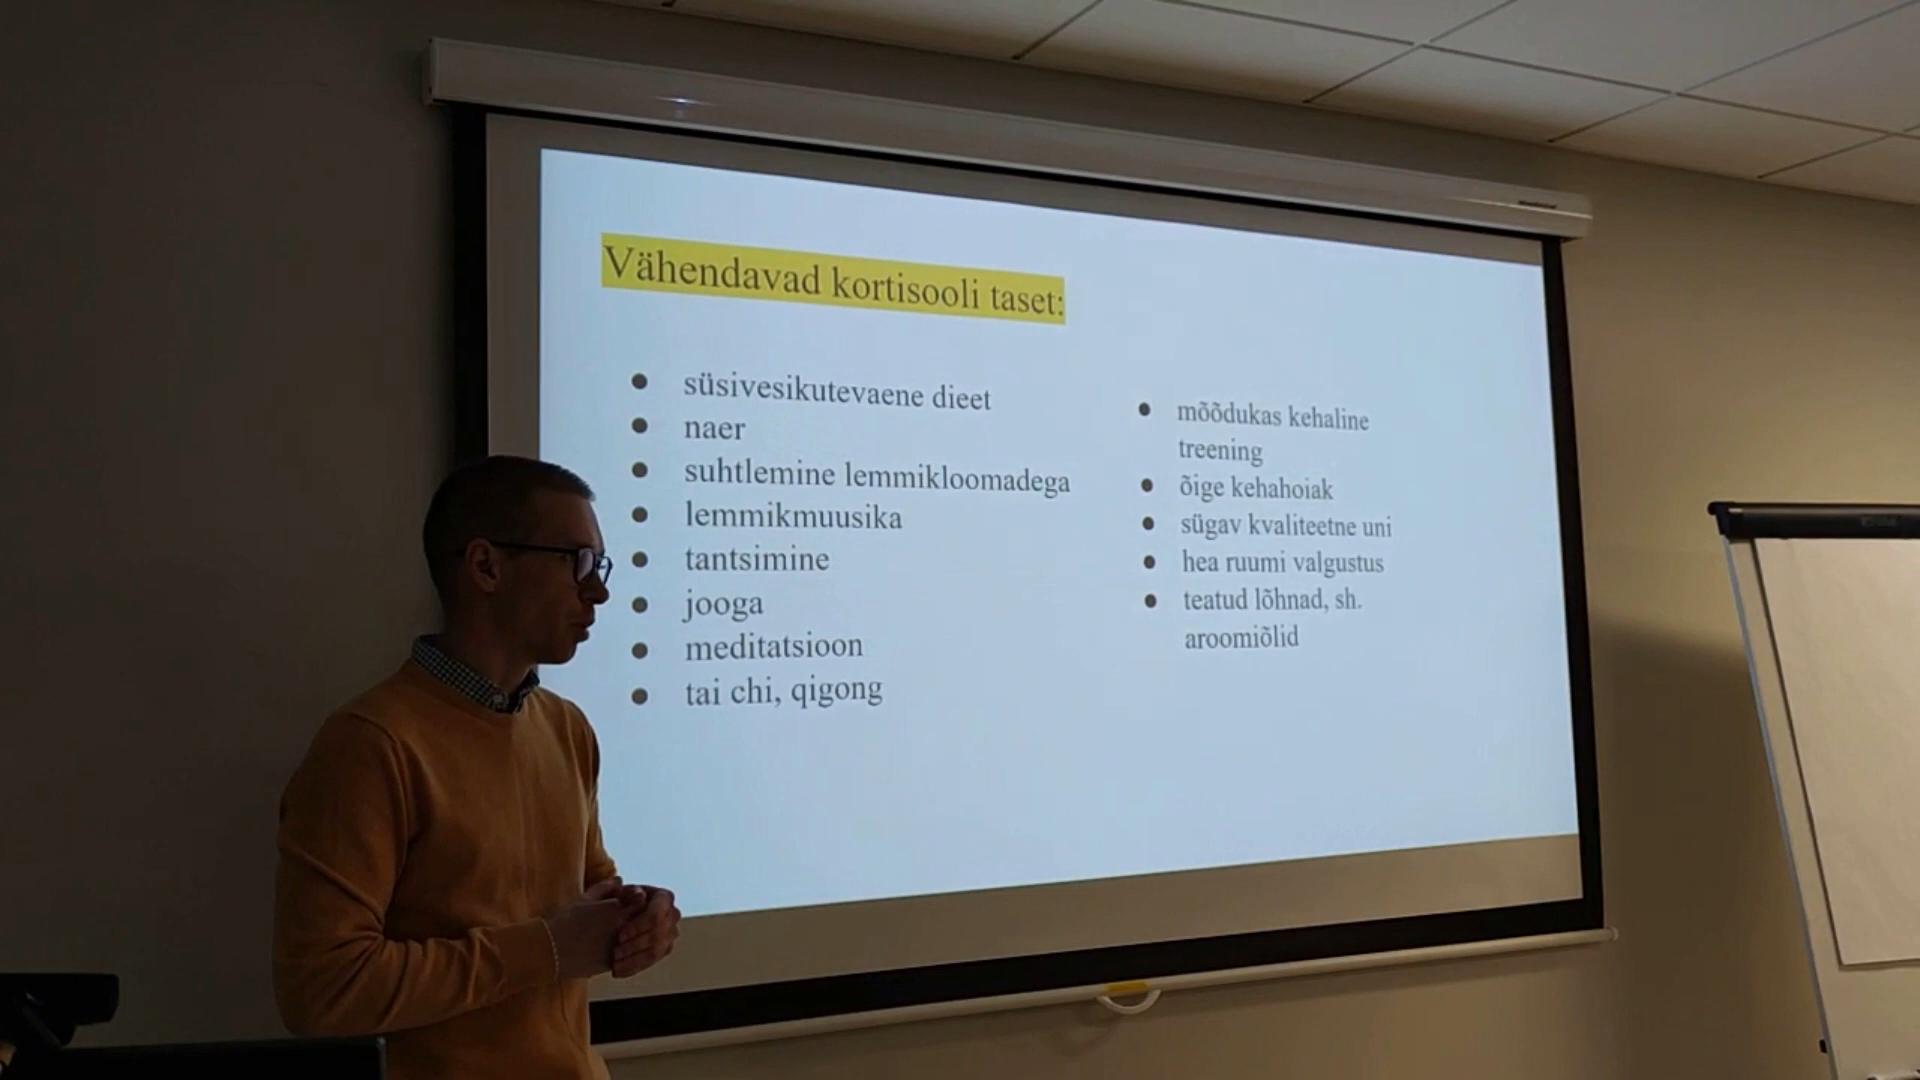 Vähendavad kortisooli taset:
● süsivesikutevaene dieet
● naer
● suhtlemine lemmikloomadega
● lemmikmuusika
● tantsimine
● jooga
● meditatsioon
● tai chi, qigong
● mõõdukas kehaline
treening
● õige kehahoiak
● sügav kvaliteetne uni
● hea ruumi valgustus
● teatud lõhnad, sh.
aroomiõlid